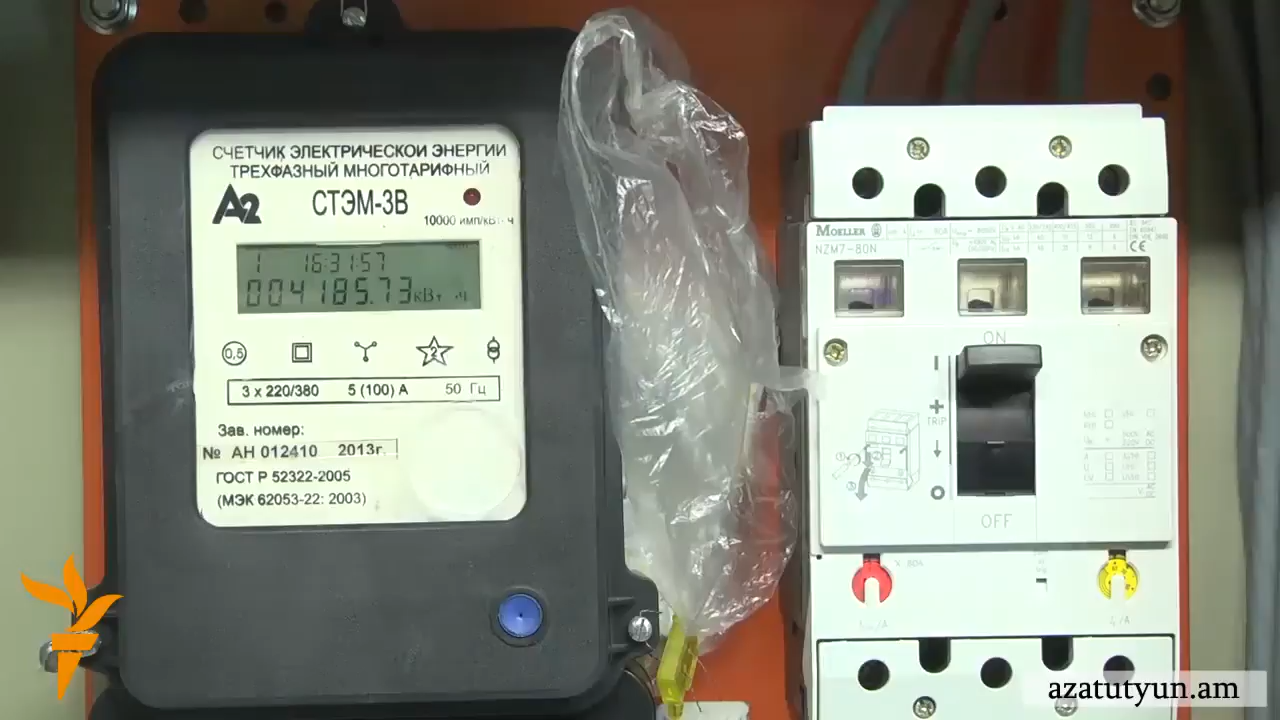 СЧЕТЧИК ЭЛЕКТРИЧЕСКОЙ ЭНЕРГИИ
ТРЕХФАЗНЫЙ МНОГОТАРИФНЫЙ
А2 СТЭМ-3В
10000 имп/кВт·ч
1 16:31:57
004185.73 кВт ч
0,5 2
3 x 220/380 5 (100) А 50 Гц
Зав. номер:
№ АН 012410 2013г.
ГОСТ Р 52322-2005
(МЭК 62053-22: 2003)
MOELLER
NZM7-80N
CE
ON
I
+
TRIP
OFF
azatutyun.am